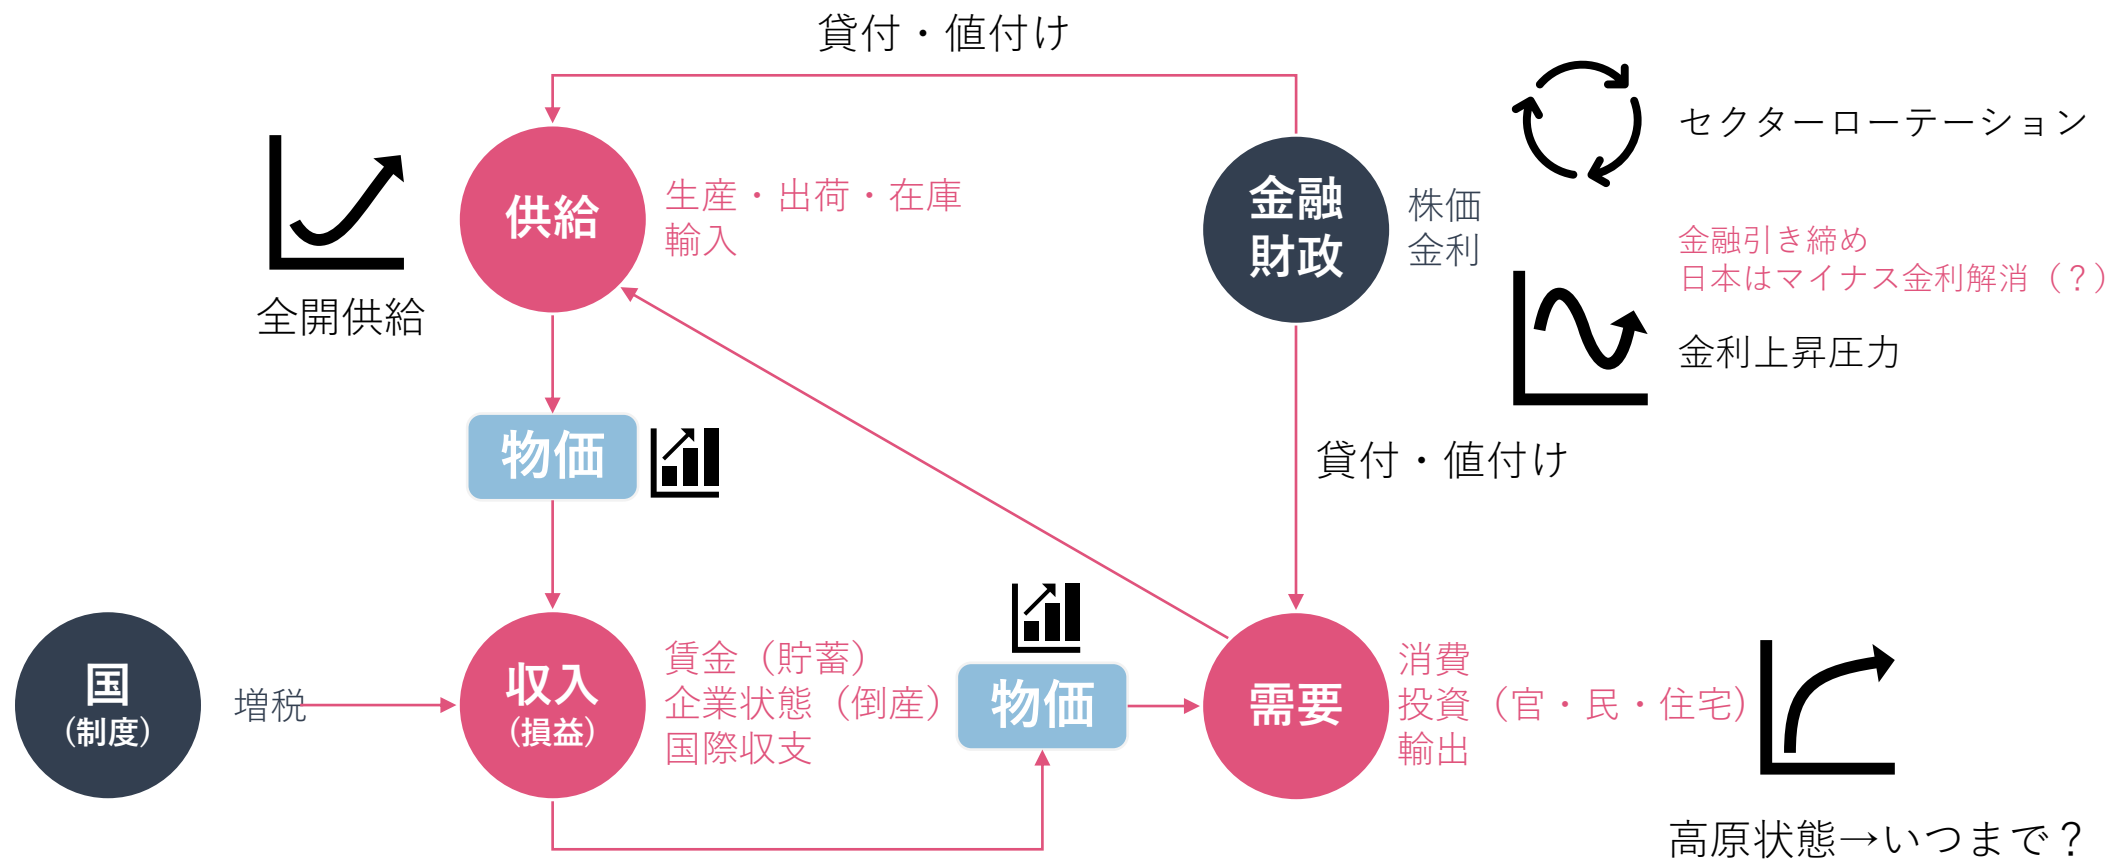 貸付・値付け
セクターローテーション
供給
生産・出荷・在庫
輸入
金融
財政
株価
金利
金融引き締め
日本はマイナス金利解消（？）
全開供給
金利上昇圧力
物価
貸付・値付け
国
(制度)
増税
収入
(損益)
賃金（貯蓄）
企業状態（倒産）
国際収支
物価
需要
消費
投資（官・民・住宅）
輸出
高原状態→いつまで？